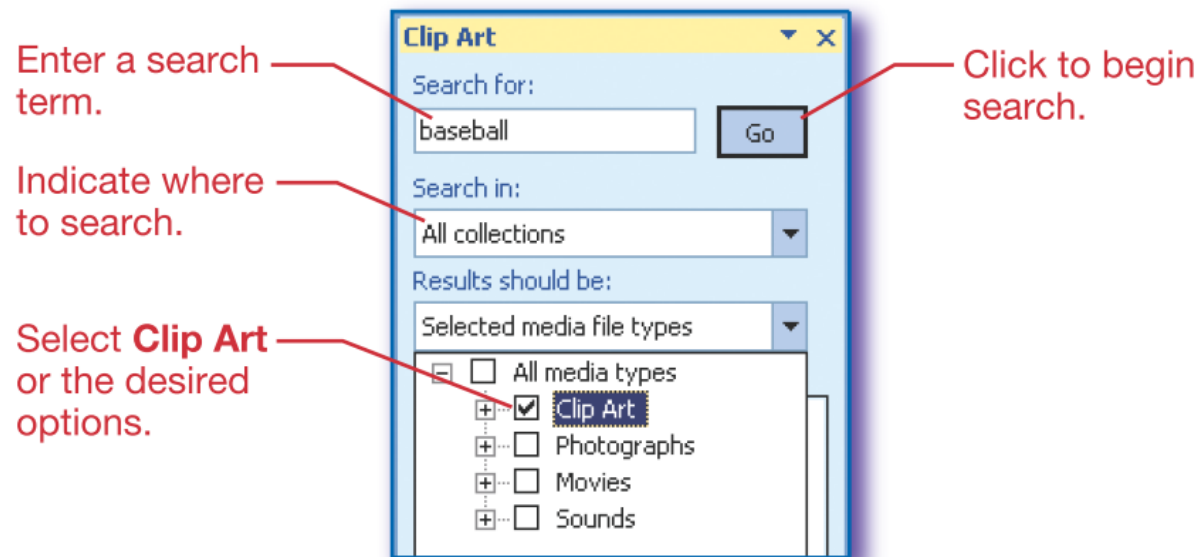 Enter a search
term.
Indicate where
to search.
Select Clip Art
or the desired
options.
Clip Art
Search for:
baseball
Go
Search in:
All collections
Results should be:
Selected media file types
All media types
Clip Art
Photographs
Movies
Sounds
Click to begin
search.